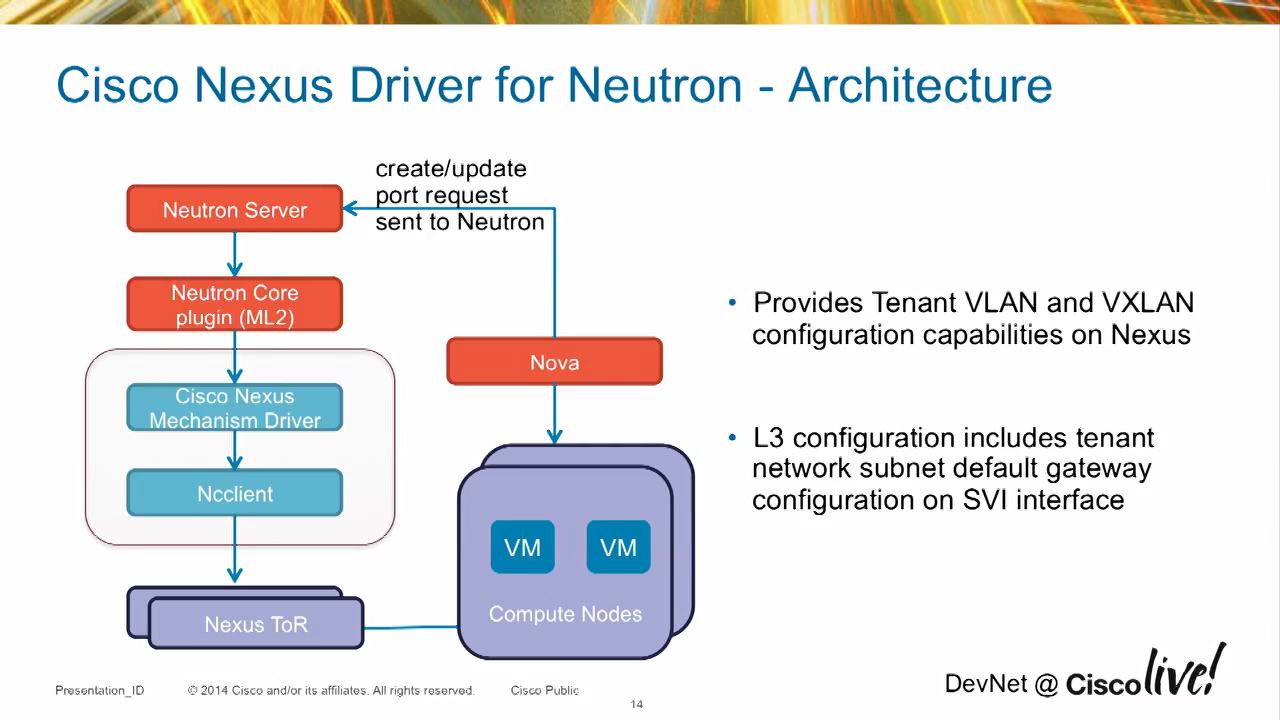 Cisco Nexus Driver for Neutron - Architecture
create/update
port request
sent to Neutron
Neutron Server
Neutron Core
plugin (ML2)
Cisco Nexus
Mechanism Driver
Ncclient
Nexus ToR
Nova
VM
VM
Compute Nodes
• Provides Tenant VLAN and VXLAN
configuration capabilities on Nexus
• L3 configuration includes tenant
network subnet default gateway
configuration on SVI interface
Presentation_ID
© 2014 Cisco and/or its affiliates. All rights reserved.
Cisco Public
14
DevNet @ Cisco live!